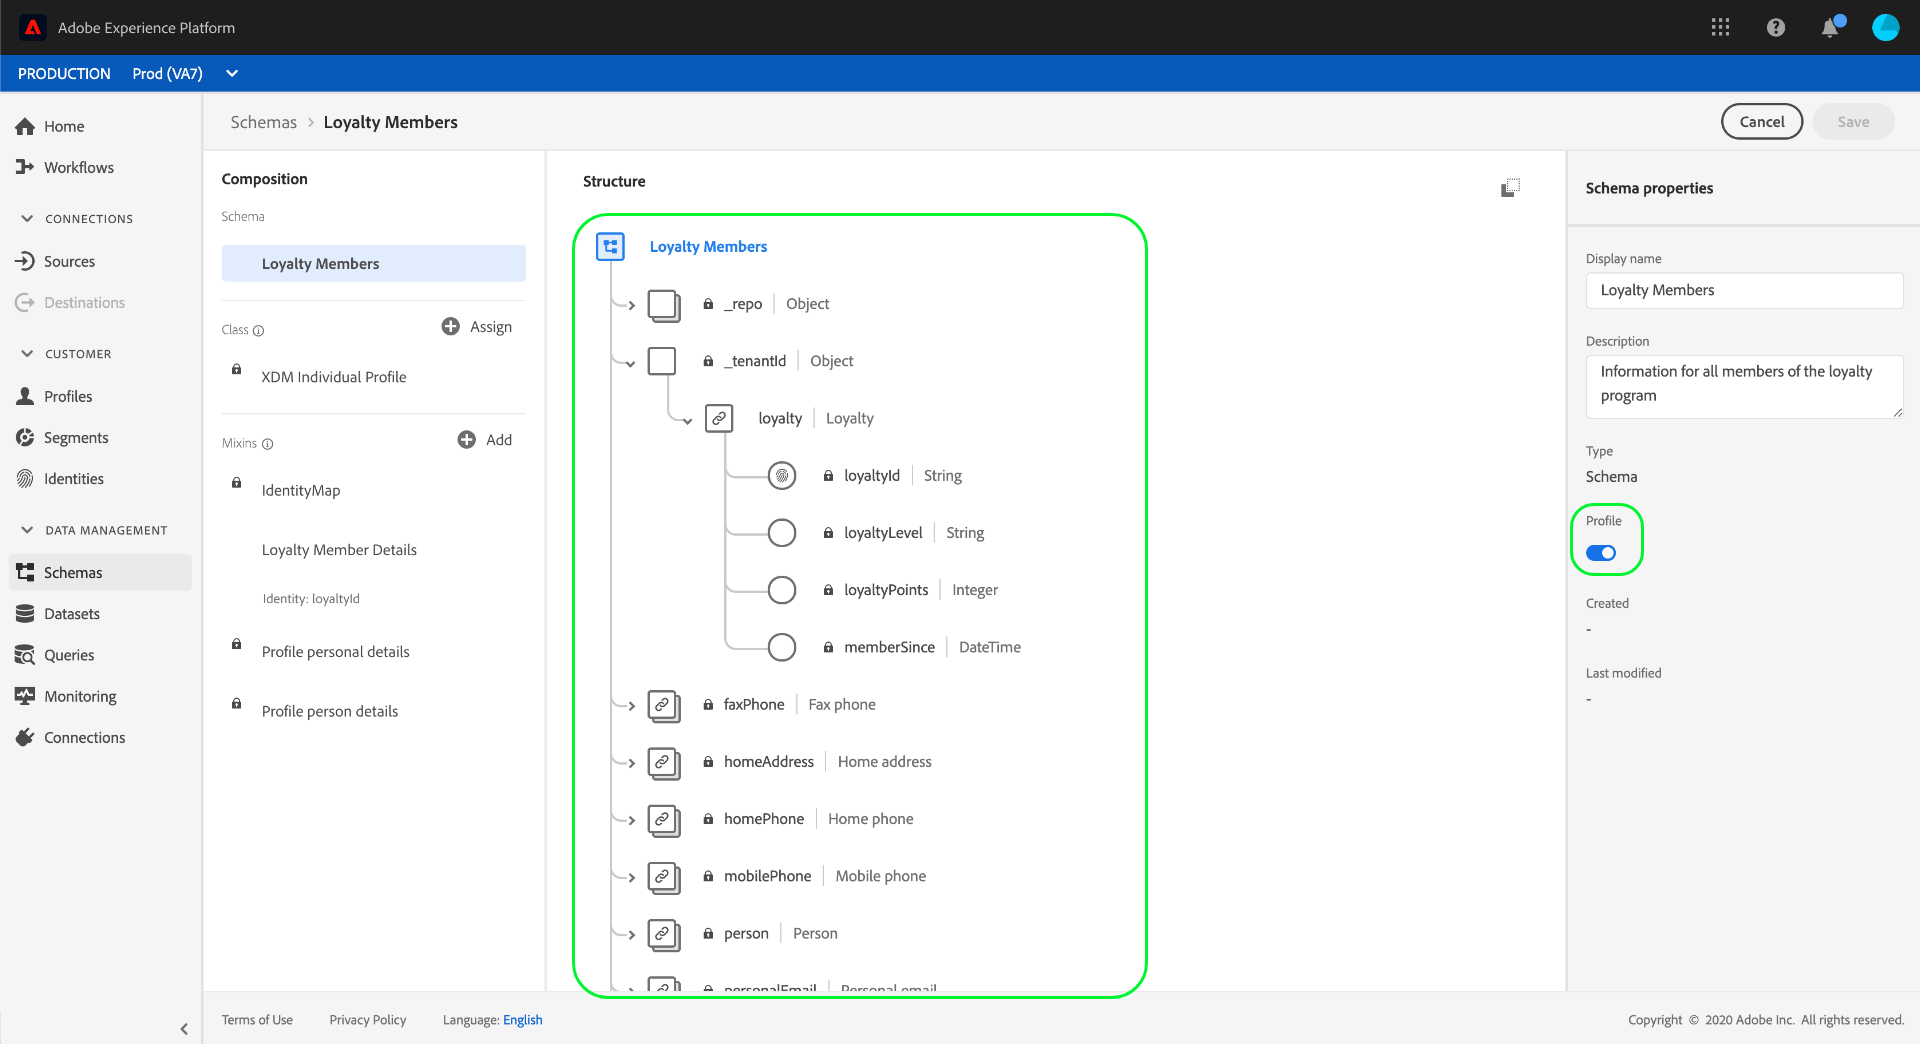 Adobe Experience Platform
PRODUCTION Prod (VA7)
Home
Workflows
CONNECTIONS
Sources
Destinations
CUSTOMER
Profiles
Segments
Identities
DATA MANAGEMENT
Schemas
Datasets
Queries
Monitoring
Connections
Schemas > Loyalty Members
Cancel
Save
Composition
Schema
Loyalty Members
Class
Assign
XDM Individual Profile
Mixins
Add
IdentityMap
Loyalty Member Details
Identity: loyaltyId
Profile personal details
Profile person details
Structure
Loyalty Members
_repo | Object
_tenantId | Object
loyalty | Loyalty
loyaltyId | String
loyaltyLevel | String
loyaltyPoints | Integer
memberSince | DateTime
faxPhone | Fax phone
homeAddress | Home address
homePhone | Home phone
mobilePhone | Mobile phone
person | Person
personalEmail | Personal email
Schema properties
Display name
Loyalty Members
Description
Information for all members of the loyalty
program
Type
Schema
Profile
Created
-
Last modified
-
Terms of Use
Privacy Policy
Language: English
Copyright © 2020 Adobe Inc. All rights reserved.